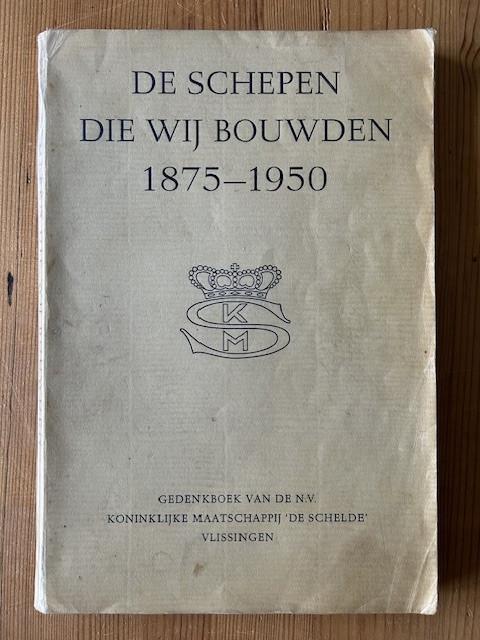 DE SCHEPEN
DIE WIJ BOUWDEN
1875–1950
K
S
M
GEDENKBOEK VAN DE N.V.
KONINKLIJKE MAATSCHAPPIJ 'DE SCHELDE'
VLISSINGEN